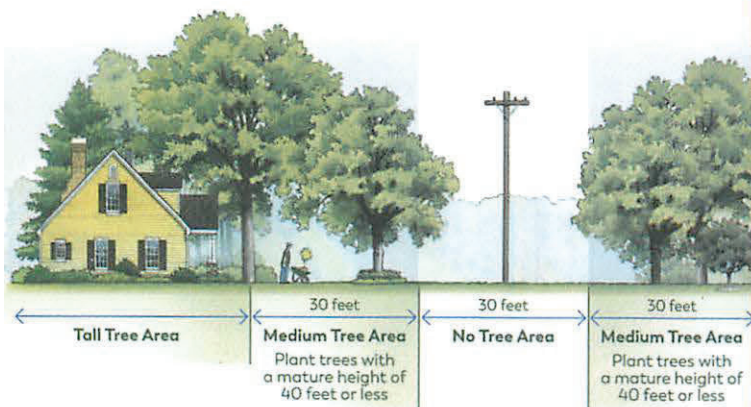 30 feet
30 feet
30 feet
Tall Tree Area
Medium Tree Area
No Tree Area
Medium Tree Area
Plant trees with
a mature height of
40 feet or less
Plant trees with
a mature height of
40 feet or less